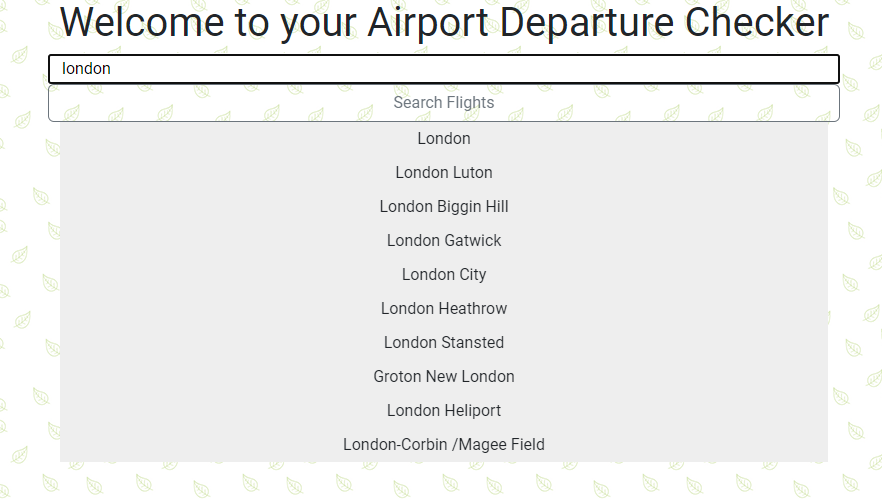 Welcome to your Airport Departure Checker
london
Search Flights
London
London Luton
London Biggin Hill
London Gatwick
London City
London Heathrow
London Stansted
Groton New London
London Heliport
London-Corbin /Magee Field